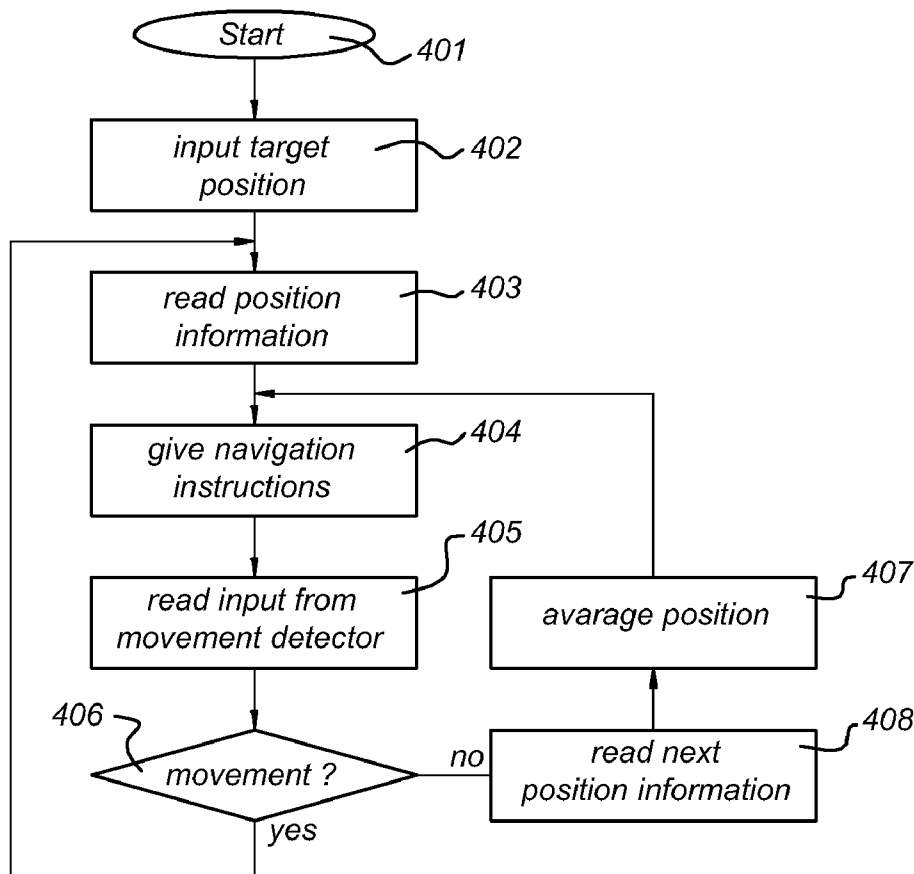 Start
401
input target
position
402
read position
information
403
give navigation
instructions
404
405
read input from
movement detector
407
avarage position
406
movement ?
no
408
read next
position information
yes